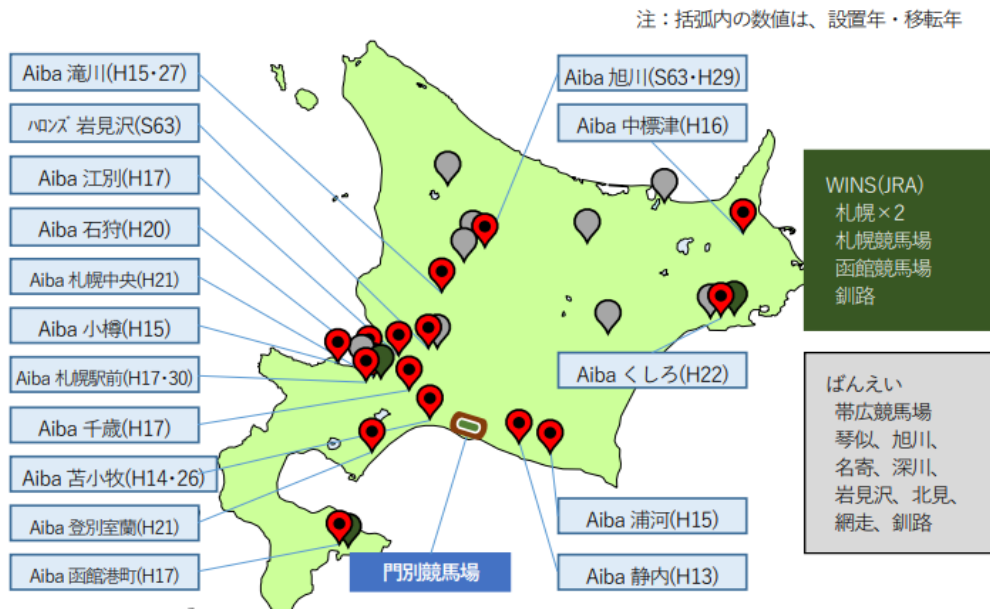 注：括弧内の数値は、設置年・移転年
Aiba 滝川(H15・27)
ﾊﾛﾝｽﾞ 岩見沢(S63)
Aiba 江別(H17)
Aiba 石狩(H20)
Aiba 札幌中央(H21)
Aiba 小樽(H15)
Aiba 札幌駅前(H17・30)
Aiba 千歳(H17)
Aiba 苫小牧(H14・26)
Aiba 登別室蘭(H21)
Aiba 函館港町(H17)
門別競馬場
Aiba 旭川(S63・H29)
Aiba 中標津(H16)
Aiba くしろ(H22)
Aiba 浦河(H15)
Aiba 静内(H13)
WINS(JRA)
札幌×2
札幌競馬場
函館競馬場
釧路
ばんえい
帯広競馬場
琴似、旭川、
名寄、深川、
岩見沢、北見、
網走、釧路